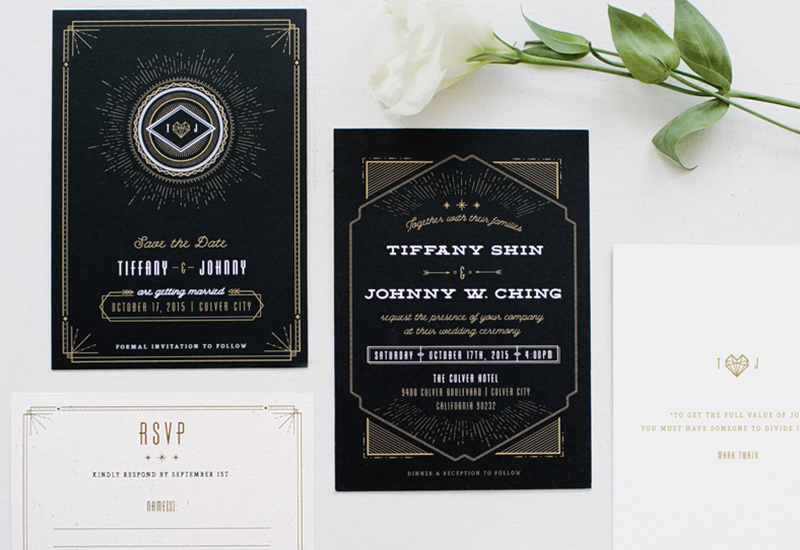 T J
Save the Date
TIFFANY & JOHNNY
are getting married
OCTOBER 17, 2015 | CULVER CITY
FORMAL INVITATION TO FOLLOW
Together with their families
TIFFANY SHIN
&
JOHNNY W. CHING
request the presence of your company
at their wedding ceremony
SATURDAY OCTOBER 17TH, 2015 4:00PM
THE CULVER HOTEL
9400 CULVER BOULEVARD | CULVER CITY
CALIFORNIA 90232
DINNER & RECEPTION TO FOLLOW
RSVP
KINDLY RESPOND BY SEPTEMBER 1ST.
NAME(S):
T J
"TO GET THE FULL VALUE OF JO
YOU MUST HAVE SOMEONE TO DIVIDE I
MARK TWAIN